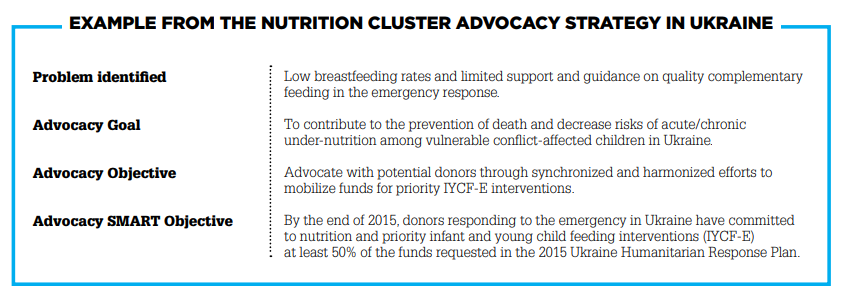 EXAMPLE FROM THE NUTRITION CLUSTER ADVOCACY STRATEGY IN UKRAINE
Problem identified
Low breastfeeding rates and limited support and guidance on quality complementary
feeding in the emergency response.
Advocacy Goal
To contribute to the prevention of death and decrease risks of acute/chronic
under-nutrition among vulnerable conflict-affected children in Ukraine.
Advocacy Objective
Advocate with potential donors through synchronized and harmonized efforts to
mobilize funds for priority IYCF-E interventions.
Advocacy SMART Objective
By the end of 2015, donors responding to the emergency in Ukraine have committed
to nutrition and priority infant and young child feeding interventions (IYCF-E)
at least 50% of the funds requested in the 2015 Ukraine Humanitarian Response Plan.